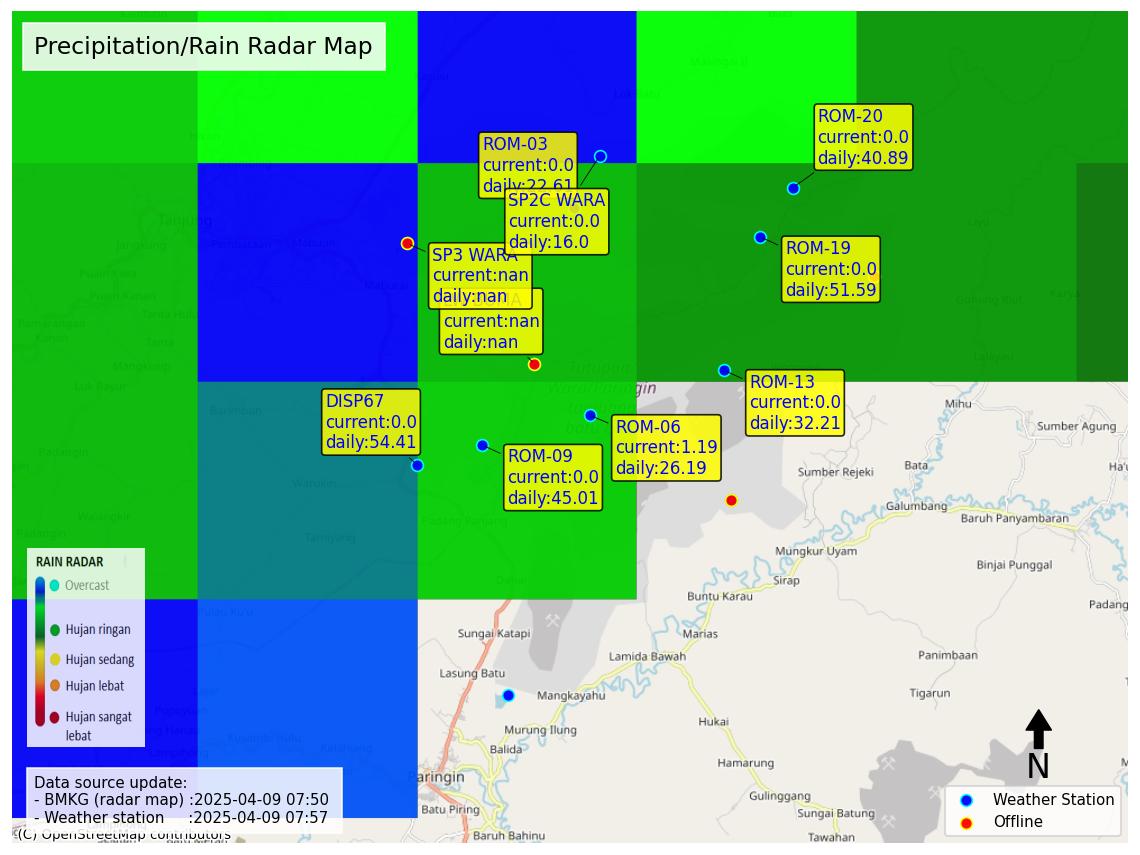 Precipitation/Rain Radar Map
ROM-20
current:0.0
daily:40.89
ROM-03
current:0.0
daily:22.61
SP2C WARA
current:0.0
daily:16.0
ROM-19
current:0.0
daily:51.59
SP3 WARA
current:nan
daily:nan
current:nan
daily:nan
ROM-13
current:0.0
daily:32.21
DISP67
current:0.0
daily:54.41
ROM-06
current:1.19
daily:26.19
ROM-09
current:0.0
daily:45.01
Tanjung
Maburai
Luk Bayur
Padang Panjang
Mihu
Sumber Agung
Bata
Sumber Rejeki
Galumbang
Baruh Panyambaran
Mungkur Uyam
Binjai Punggal
Sirap
Buntu Karau
Padang
Marias
Sungai Katapi
Lamida Bawah
Panimbaan
Lasung Batu
Mangkayahu
Tigarun
Hukai
Murung Ilung
Balida
Hamarung
Paringin
Gulinggang
Batu Piring
Sungai Batung
Baruh Bahinu
Tawahan
RAIN RADAR
Overcast
Hujan ringan
Hujan sedang
Hujan lebat
Hujan sangat
lebat
Data source update:
- BMKG (radar map) :2025-04-09 07:50
- Weather station :2025-04-09 07:57
(C) OpenStreetMap contributors
N
Weather Station
Offline